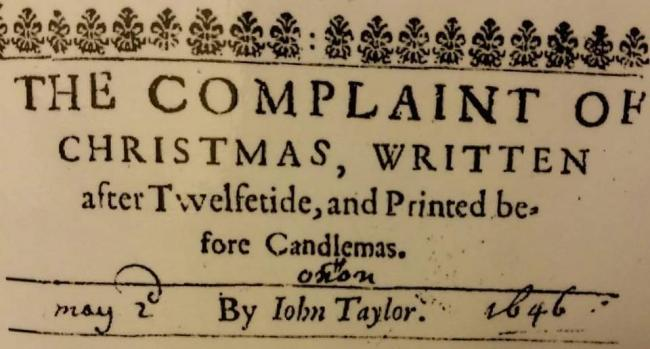 THE COMPLAINT OF
CHRISTMAS, WRITTEN
after Twelfetide, and Printed be-
fore Candlemas.
may 2 By Iohn Taylor. 1646